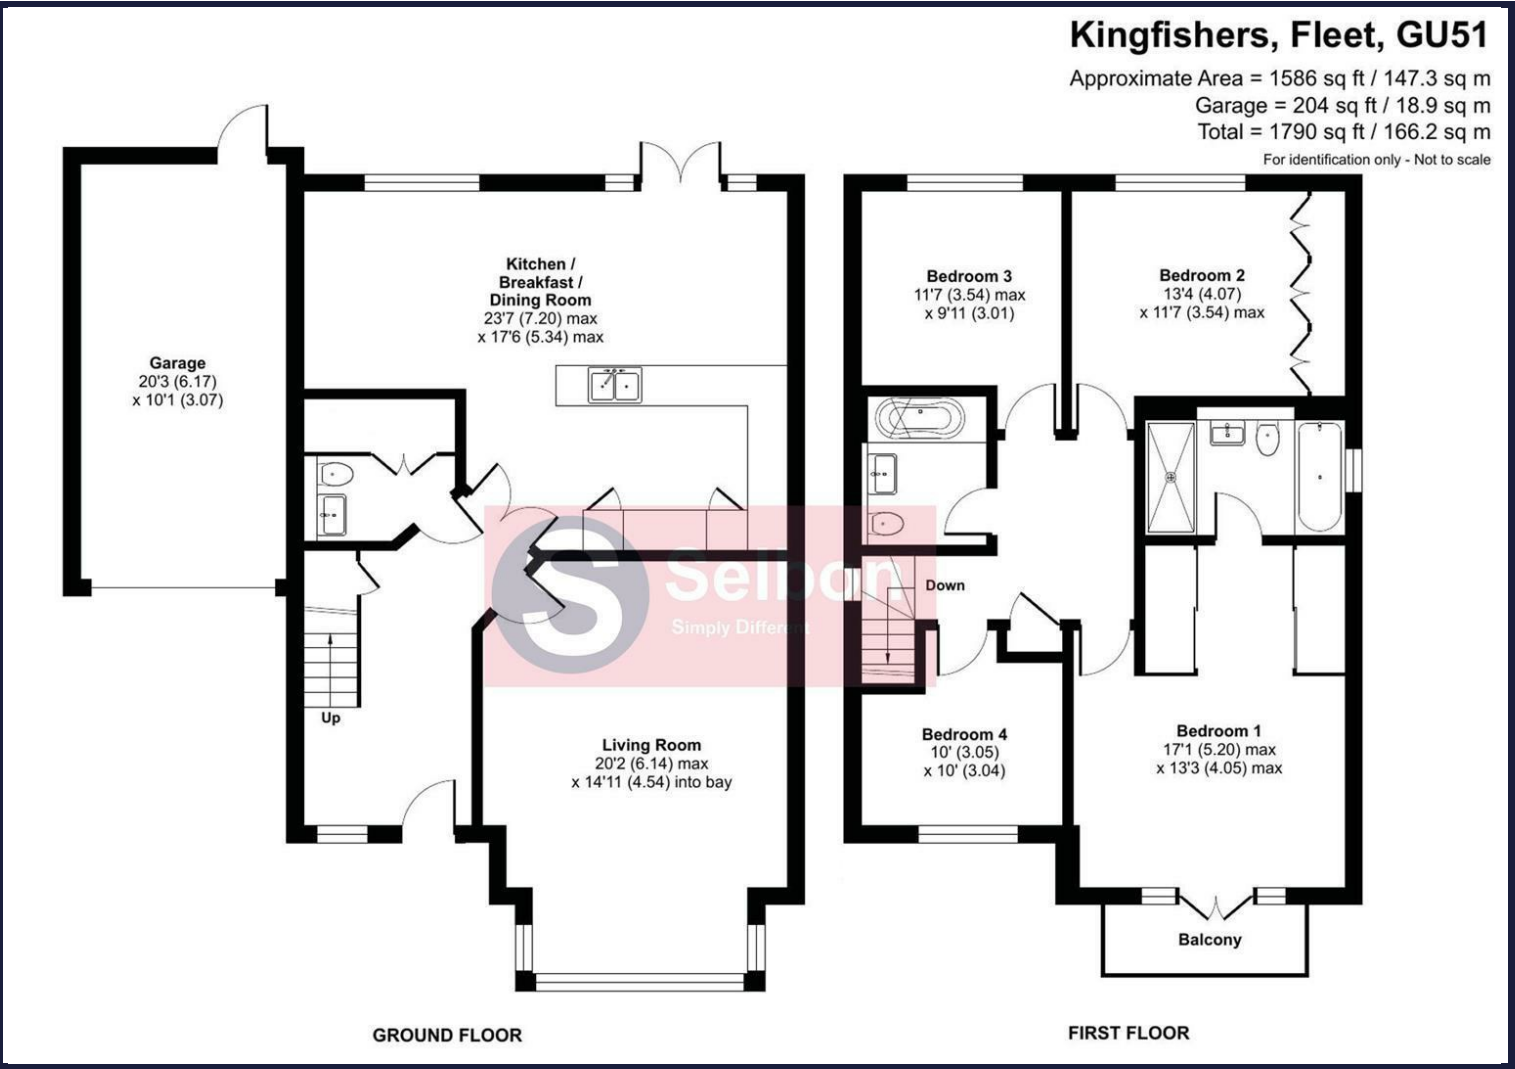 Kingfishers, Fleet, GU51
Approximate Area = 1586 sq ft / 147.3 sq m
Garage = 204 sq ft / 18.9 sq m
Total = 1790 sq ft / 166.2 sq m
For identification only - Not to scale
Garage
20'3 (6.17)
x 10'1 (3.07)
Kitchen /
Breakfast /
Dining Room
23'7 (7.20) max
x 17'6 (5.34) max
Up
Living Room
20'2 (6.14) max
x 14'11 (4.54) into bay
GROUND FLOOR
S
Selbon
Simply Different
Bedroom 3
11'7 (3.54) max
x 9'11 (3.01)
Bedroom 2
13'4 (4.07)
x 11'7 (3.54) max
Down
Bedroom 4
10' (3.05)
x 10' (3.04)
Bedroom 1
17'1 (5.20) max
x 13'3 (4.05) max
Balcony
FIRST FLOOR